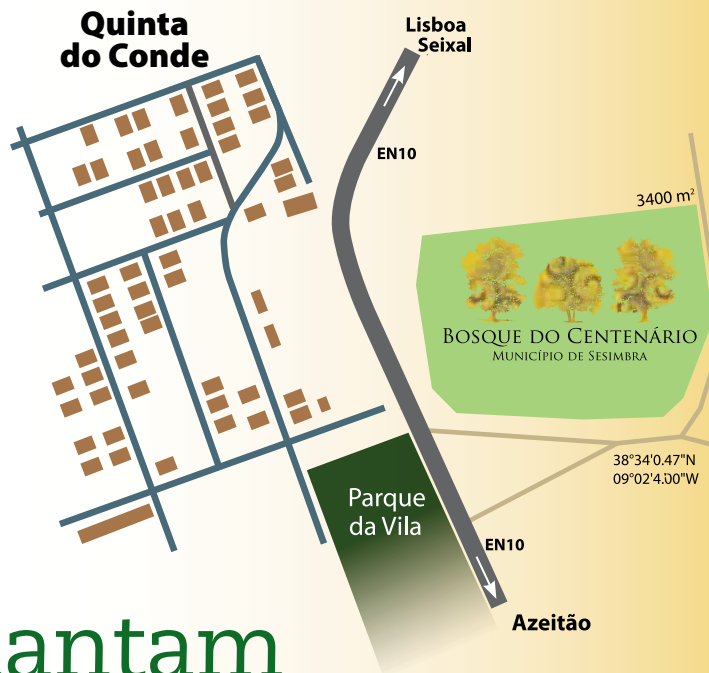 Quinta
do Conde
Lisboa
Seixal
EN10
3400 m²
BOSQUE DO CENTENÁRIO
MUNICÍPIO DE SESIMBRA
38°34'0.47"N
09°02'4.00"W
Parque
da Vila
EN10
Azeitão
antam